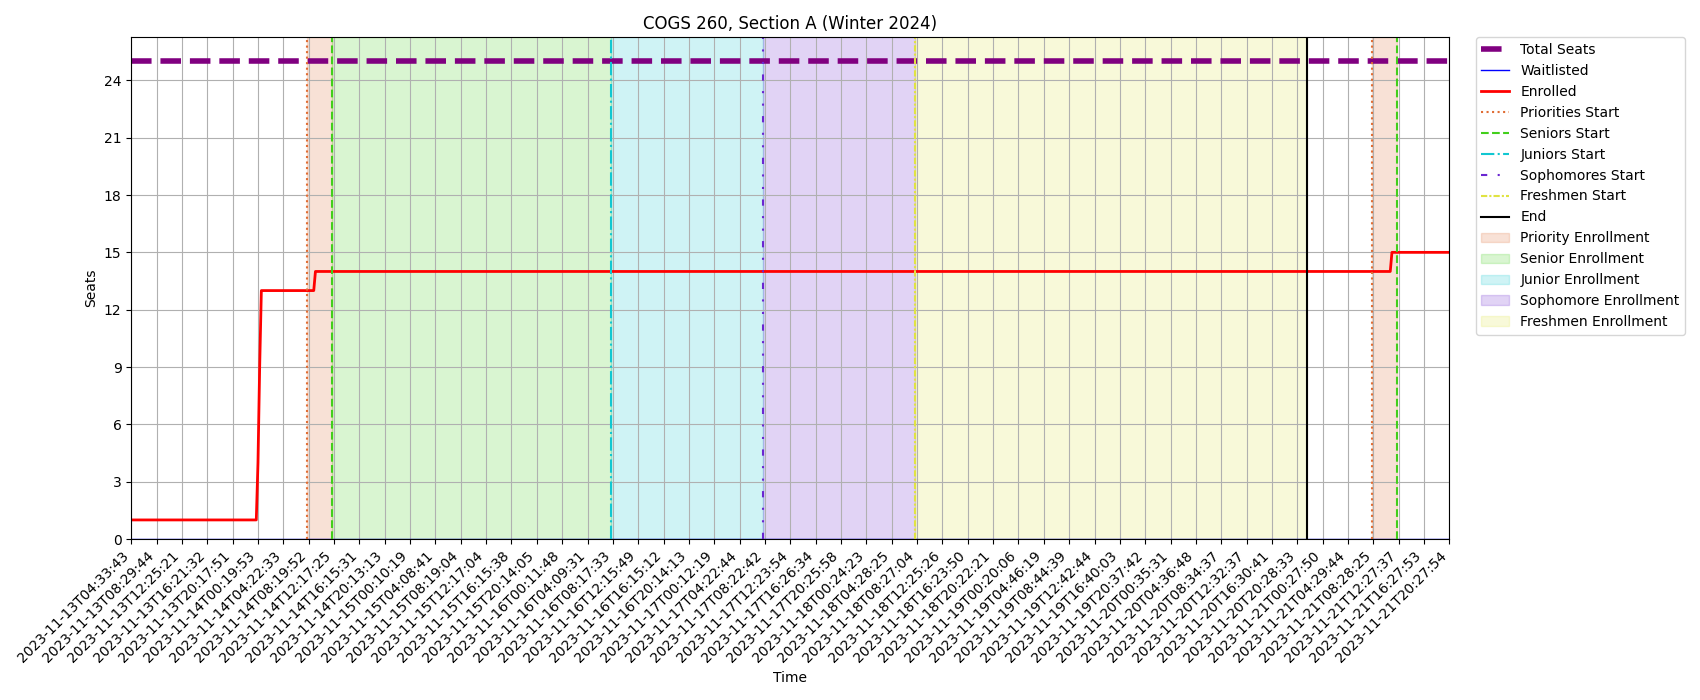 COGS 260, Section A (Winter 2024)
Seats
24
21
18
15
12
9
6
3
0
2023-11-13T04:33:43
2023-11-13T08:29:44
2023-11-13T12:25:21
2023-11-13T16:21:32
2023-11-13T20:17:51
2023-11-14T00:19:53
2023-11-14T04:22:33
2023-11-14T08:19:52
2023-11-14T12:17:25
2023-11-14T16:15:31
2023-11-14T20:13:13
2023-11-15T00:10:19
2023-11-15T04:08:41
2023-11-15T08:19:04
2023-11-15T12:17:04
2023-11-15T16:15:38
2023-11-15T20:14:05
2023-11-16T00:11:48
2023-11-16T04:09:31
2023-11-16T08:17:33
2023-11-16T12:15:49
2023-11-16T16:15:12
2023-11-16T20:14:13
2023-11-17T00:12:19
2023-11-17T04:22:44
2023-11-17T08:22:42
2023-11-17T12:23:54
2023-11-17T16:26:34
2023-11-17T20:25:58
2023-11-18T00:24:23
2023-11-18T04:28:25
2023-11-18T08:27:04
2023-11-18T12:25:26
2023-11-18T16:23:50
2023-11-18T20:22:21
2023-11-19T00:20:06
2023-11-19T04:46:19
2023-11-19T08:44:39
2023-11-19T12:42:44
2023-11-19T16:40:03
2023-11-19T20:37:42
2023-11-20T00:35:31
2023-11-20T04:36:48
2023-11-20T08:34:37
2023-11-20T12:32:37
2023-11-20T16:30:41
2023-11-20T20:28:33
2023-11-21T00:27:50
2023-11-21T04:29:44
2023-11-21T08:28:25
2023-11-21T12:27:37
2023-11-21T16:27:53
2023-11-21T20:27:54
Time
Total Seats
Waitlisted
Enrolled
Priorities Start
Seniors Start
Juniors Start
Sophomores Start
Freshmen Start
End
Priority Enrollment
Senior Enrollment
Junior Enrollment
Sophomore Enrollment
Freshmen Enrollment